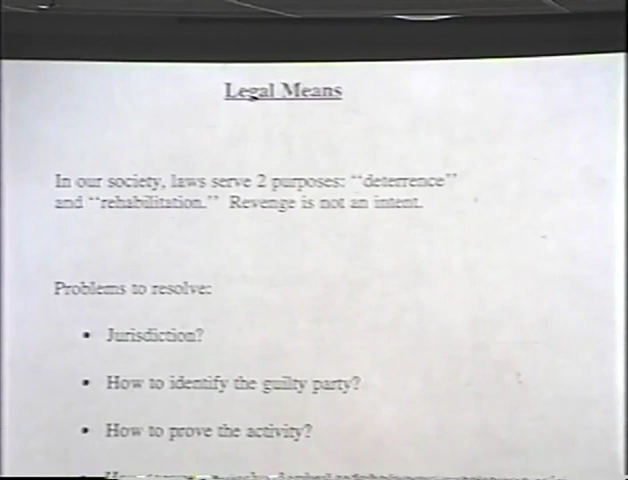 Legal Means
In our society, laws serve 2 purposes: “deterrence”
and “rehabilitation.” Revenge is not an intent.
Problems to resolve:
• Jurisdiction?
• How to identify the guilty party?
• How to prove the activity?